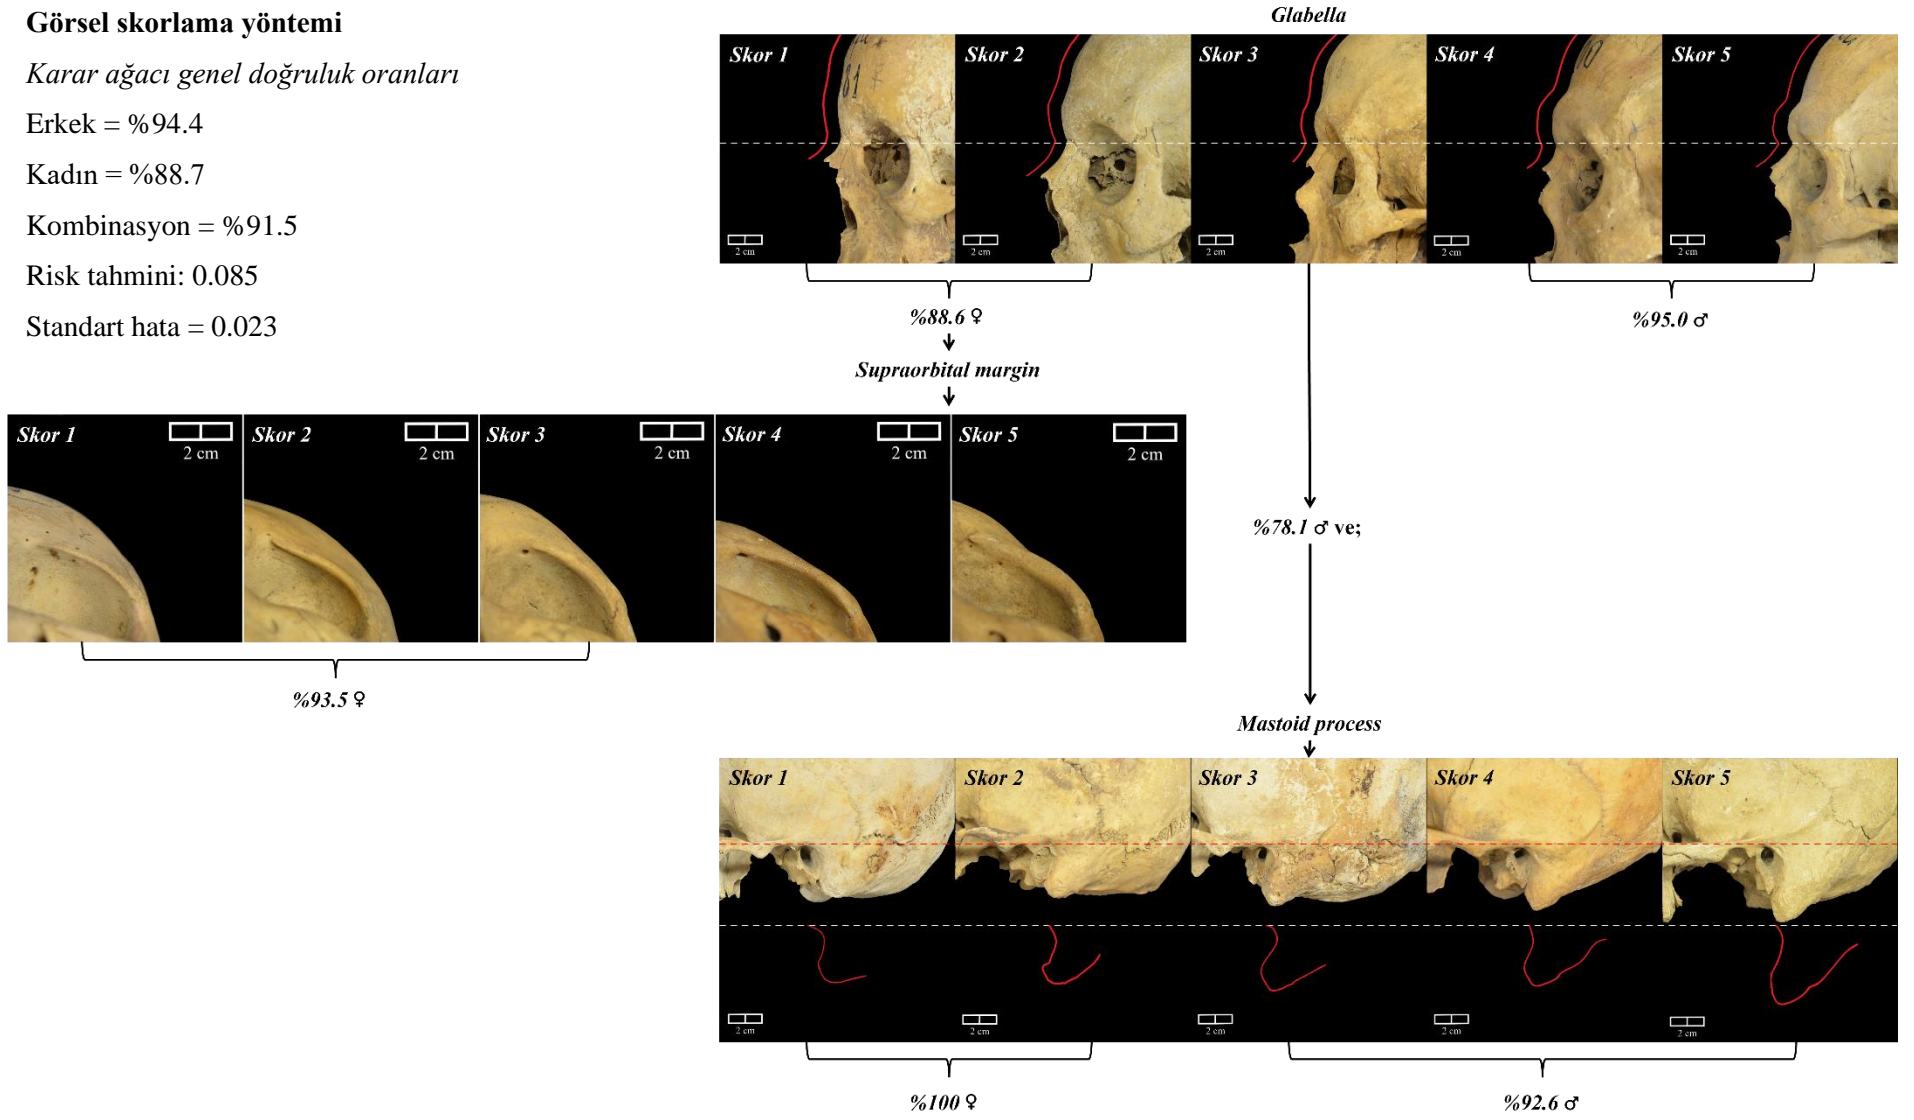 Görsel skorlama yöntemi
Karar ağacı genel doğruluk oranları
Erkek = %94.4
Kadın = %88.7
Kombinasyon = %91.5
Risk tahmini: 0.085
Standart hata = 0.023
Glabella
Skor 1
Skor 2
Skor 3
Skor 4
Skor 5
81
2 cm
2 cm
2 cm
2 cm
2 cm
%88.6 ♀
%95.0 ♂
Supraorbital margin
Skor 1
2 cm
Skor 2
2 cm
Skor 3
2 cm
Skor 4
2 cm
Skor 5
2 cm
%93.5 ♀
%78.1 ♂ ve;
Mastoid process
Skor 1
Skor 2
Skor 3
Skor 4
Skor 5
2 cm
2 cm
2 cm
2 cm
2 cm
%100 ♀
%92.6 ♂